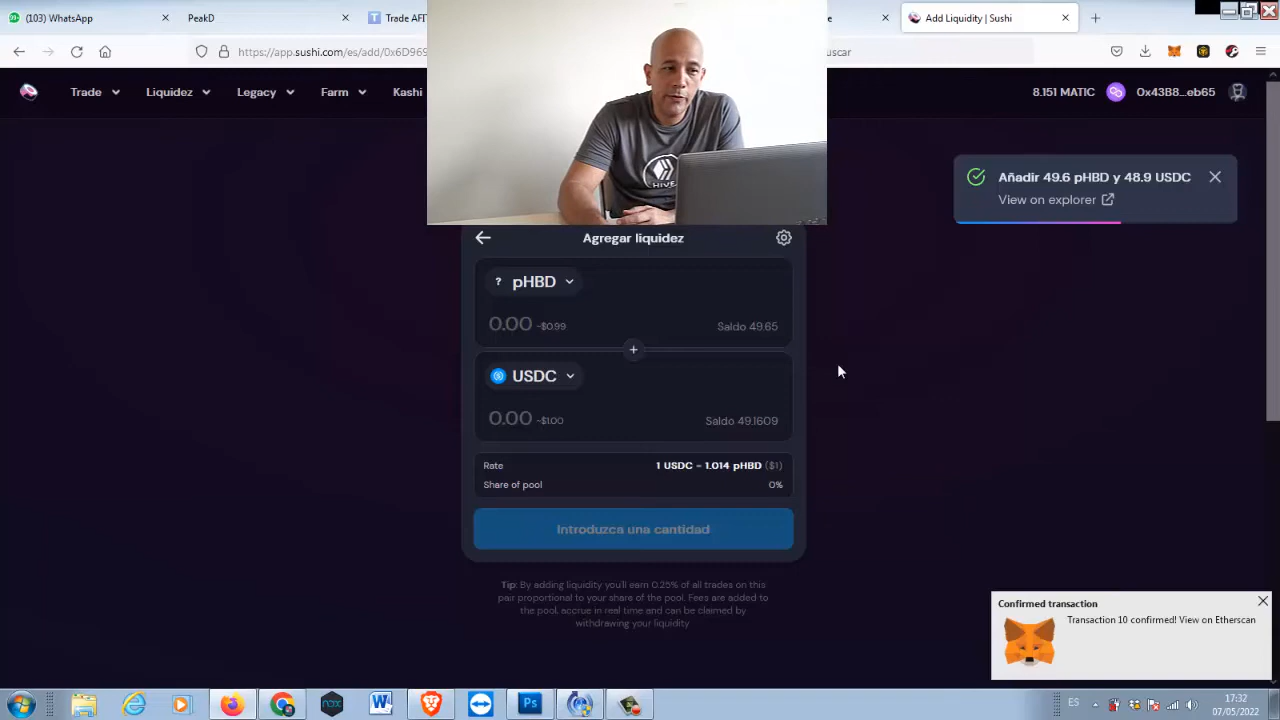 (103) WhatsApp
PeakD
Trade AFI
Add Liquidity | Sushi
https://app.sushi.com/es/add/0x6D969
uscar
Trade
Liquidez
Legacy
Farm
Kashi
8.151 MATIC
0x43B8...eb65
HIVE
Añadir 49.6 pHBD y 48.9 USDC
View on explorer
Agregar liquidez
? pHBD
0.00 ~$0.99
Saldo 49.65
+
USDC
0.00 ~$1.00
Saldo 49.1609
Rate
1 USDC = 1.014 pHBD ($1)
Share of pool
0%
Introduzca una cantidad
Tip: By adding liquidity you'll earn 0.25% of all trades on this
pair proportional to your share of the pool. Fees are added to
the pool, accrue in real time and can be claimed by
withdrawing your liquidity
Confirmed transaction
Transaction 10 confirmed! View on Etherscan
ES
17:32
07/05/2022